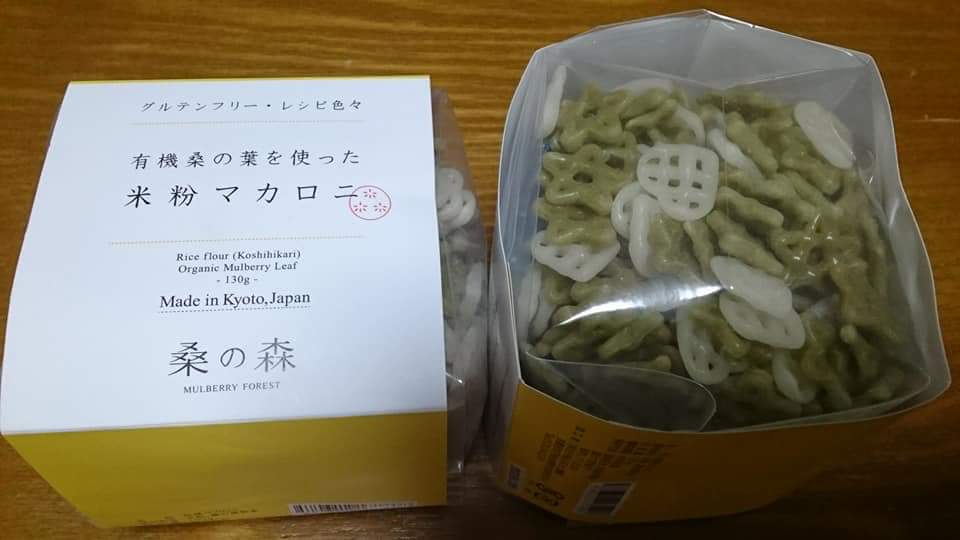 グルテンフリー・レシピ色々
有機桑の葉を使った
米粉マカロニ
Rice flour (Koshihikari)
Organic Mulberry Leaf
- 130g -
Made in Kyoto,Japan
桑の森
MULBERRY FOREST